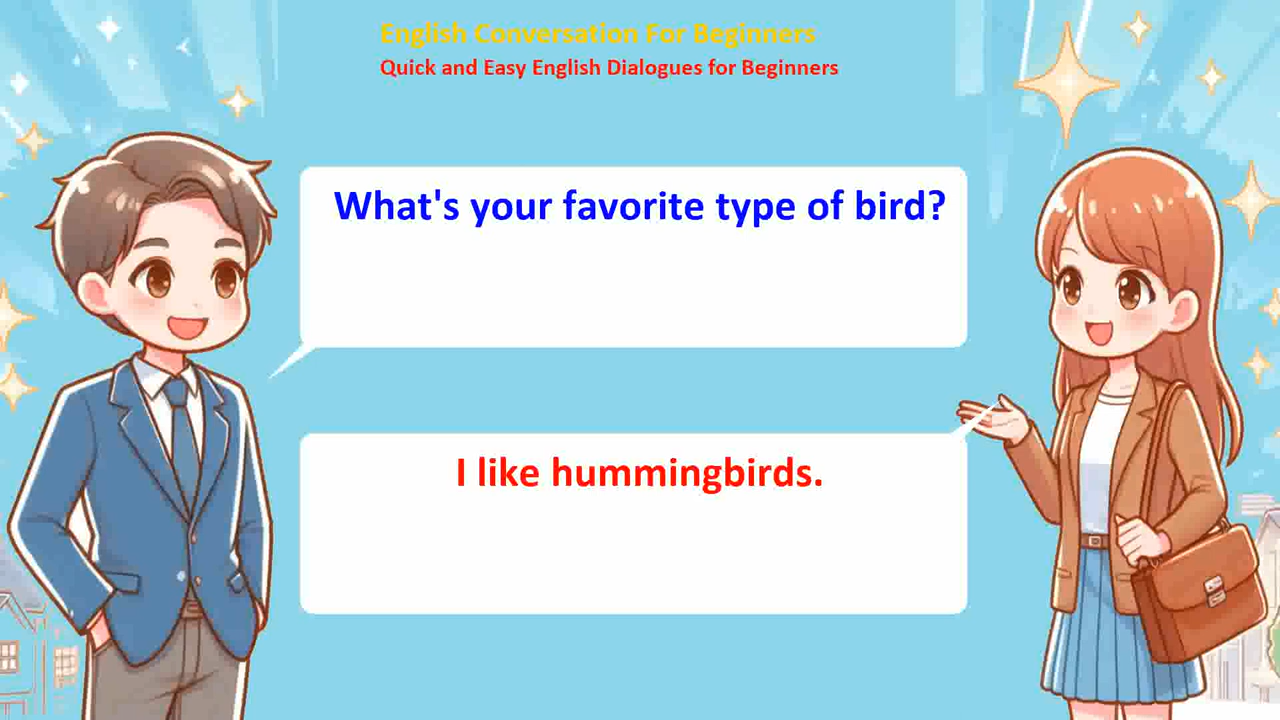 English Conversation For Beginners
Quick and Easy English Dialogues for Beginners
What's your favorite type of bird?
I like hummingbirds.